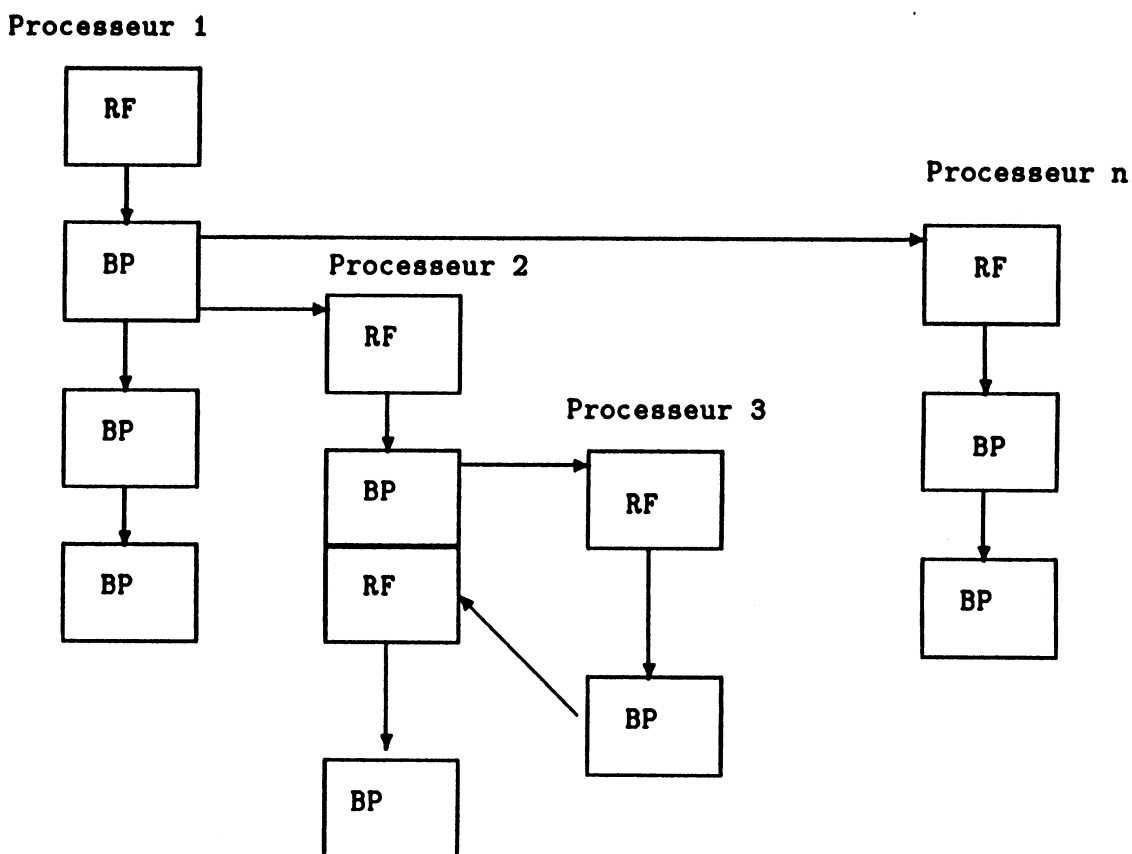 Processeur 1
RF
BP
BP
BP
Processeur 2
RF
BP
RF
BP
Processeur 3
RF
BP
Processeur n
RF
BP
BP